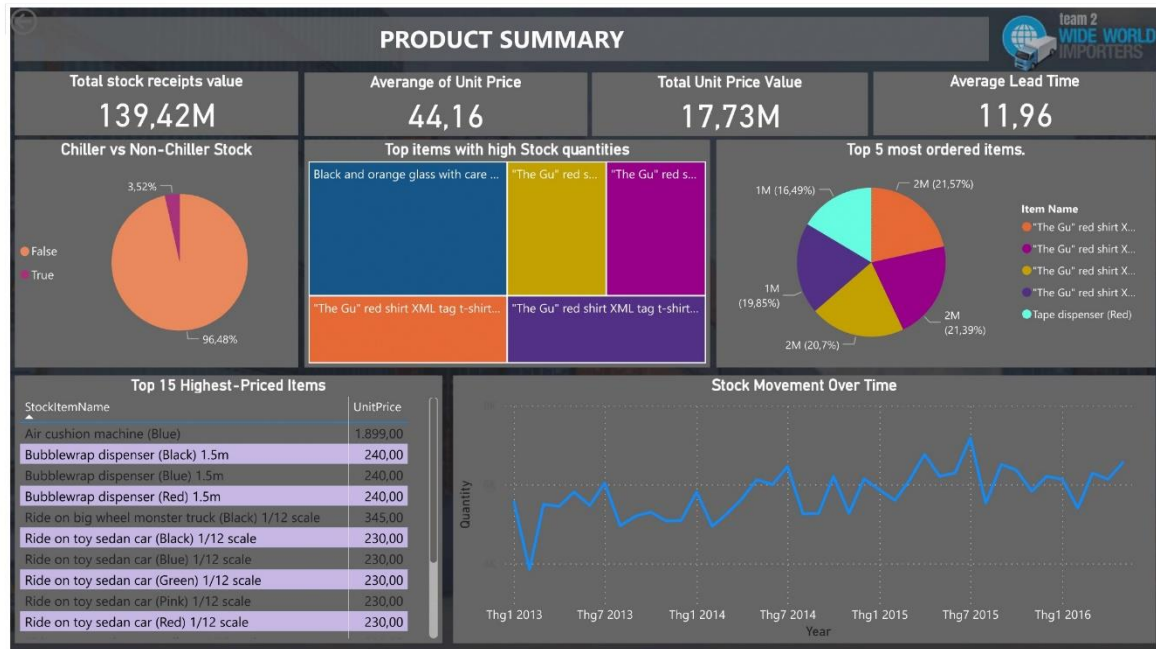 PRODUCT SUMMARY
team 2
WIDE WORLD
IMPORTERS
Total stock receipts value
139,42M
Averange of Unit Price
44,16
Total Unit Price Value
17,73M
Average Lead Time
11,96
Chiller vs Non-Chiller Stock
3,52%
False
True
96,48%
Top items with high Stock quantities
Black and orange glass with care ...
"The Gu" red s...
"The Gu" red s...
"The Gu" red shirt XML tag t-shirt...
"The Gu" red shirt XML tag t-shirt...
Top 5 most ordered items.
1M (16,49%)
2M (21,57%)
1M
(19,85%)
2M
(21,39%)
2M (20,7%)
Item Name
"The Gu" red shirt X...
"The Gu" red shirt X...
"The Gu" red shirt X...
"The Gu" red shirt X...
Tape dispenser (Red)
Top 15 Highest-Priced Items
StockItemName UnitPrice
Air cushion machine (Blue) 1.899,00
Bubblewrap dispenser (Black) 1.5m 240,00
Bubblewrap dispenser (Blue) 1.5m 240,00
Bubblewrap dispenser (Red) 1.5m 240,00
Ride on big wheel monster truck (Black) 1/12 scale 345,00
Ride on toy sedan car (Black) 1/12 scale 230,00
Ride on toy sedan car (Blue) 1/12 scale 230,00
Ride on toy sedan car (Green) 1/12 scale 230,00
Ride on toy sedan car (Pink) 1/12 scale 230,00
Ride on toy sedan car (Red) 1/12 scale 230,00
Stock Movement Over Time
Quantity
Thg1 2013
Thg7 2013
Thg1 2014
Thg7 2014
Thg1 2015
Thg7 2015
Thg1 2016
Year